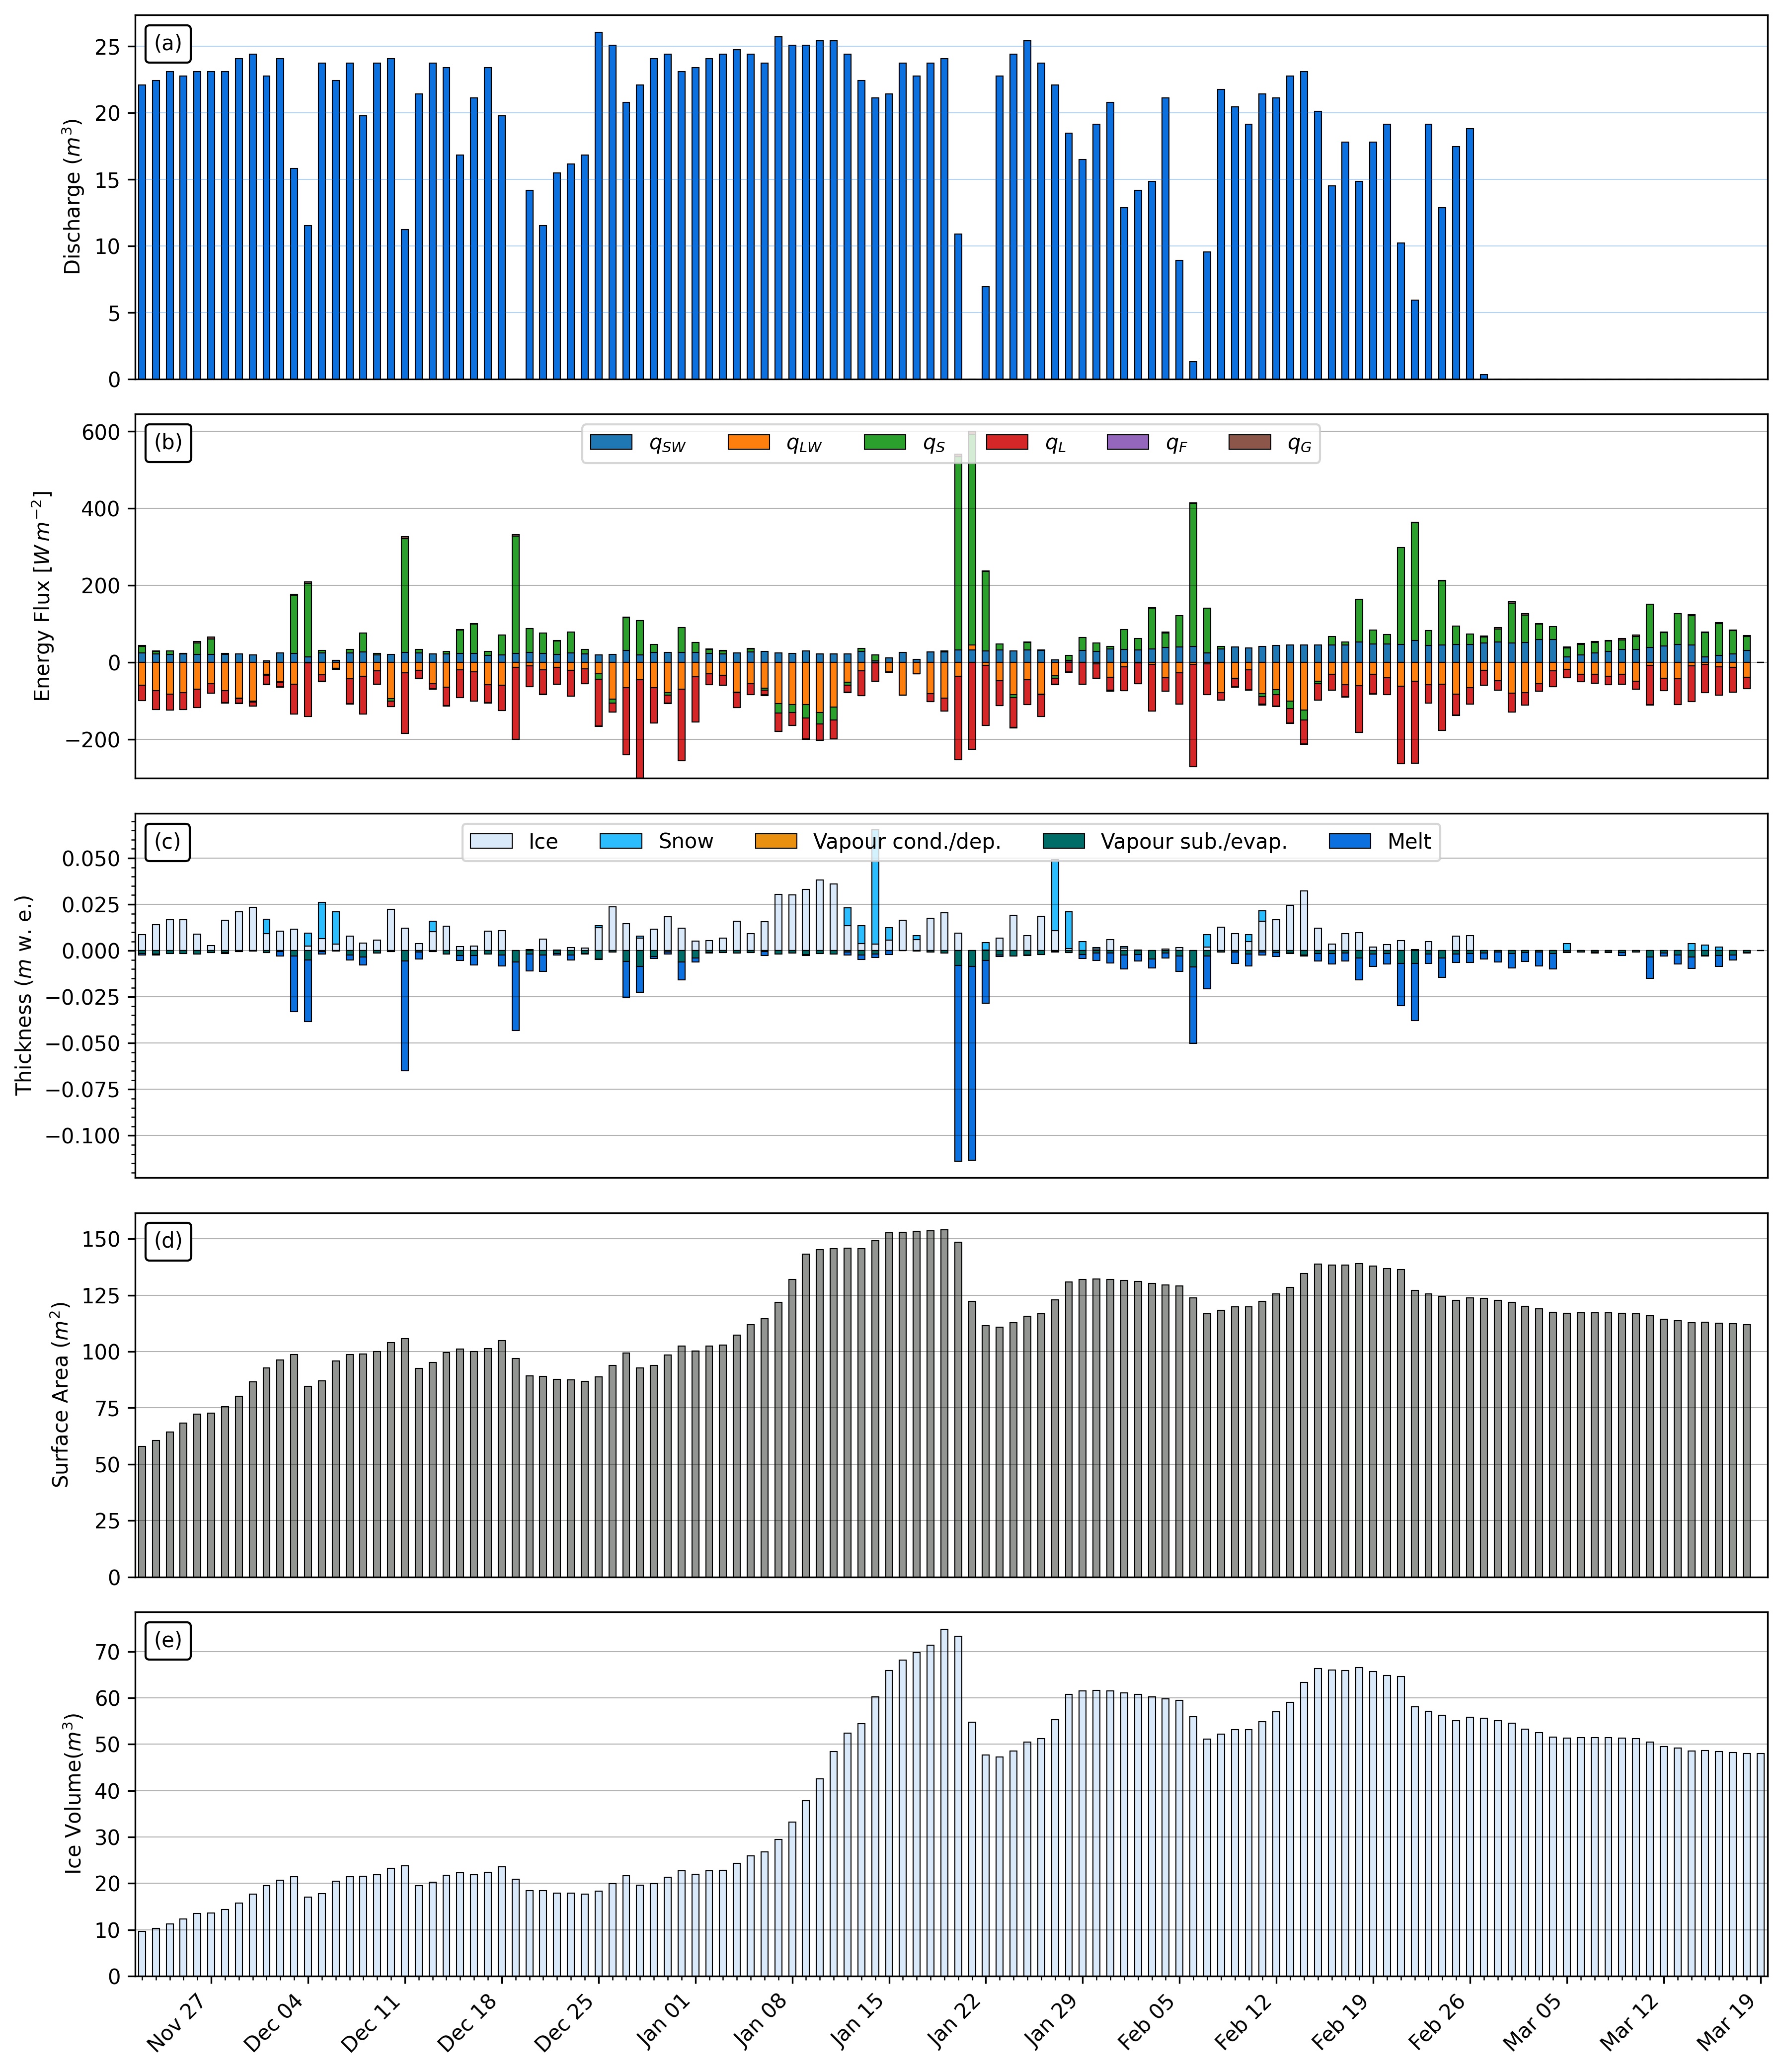 (a)
25
20
15
10
5
0
Discharge (m³)
(b)
q_SW q_LW q_S q_L q_F q_G
600
400
200
0
−200
Energy Flux [W m⁻²]
(c)
Ice Snow Vapour cond./dep. Vapour sub./evap. Melt
0.050
0.025
0.000
−0.025
−0.050
−0.075
−0.100
Thickness (m w. e.)
(d)
150
125
100
75
50
25
0
Surface Area (m²)
(e)
70
60
50
40
30
20
10
0
Ice Volume(m³)
Nov 27 Dec 04 Dec 11 Dec 18 Dec 25 Jan 01 Jan 08 Jan 15 Jan 22 Jan 29 Feb 05 Feb 12 Feb 19 Feb 26 Mar 05 Mar 12 Mar 19